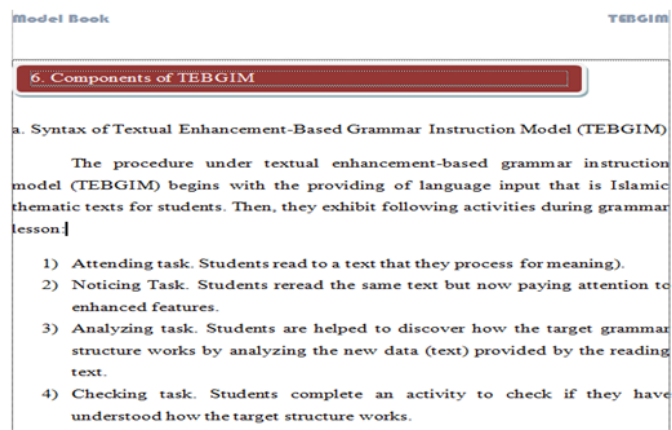 Model Book TEBGIM
6. Components of TEBGIM
a. Syntax of Textual Enhancement-Based Grammar Instruction Model (TEBGIM)
The procedure under textual enhancement-based grammar instruction
model (TEBGIM) begins with the providing of language input that is Islamic
thematic texts for students. Then, they exhibit following activities during grammar
lesson:
1) Attending task. Students read to a text that they process for meaning).
2) Noticing Task. Students reread the same text but now paying attention to
enhanced features.
3) Analyzing task. Students are helped to discover how the target grammar
structure works by analyzing the new data (text) provided by the reading
text.
4) Checking task. Students complete an activity to check if they have
understood how the target structure works.